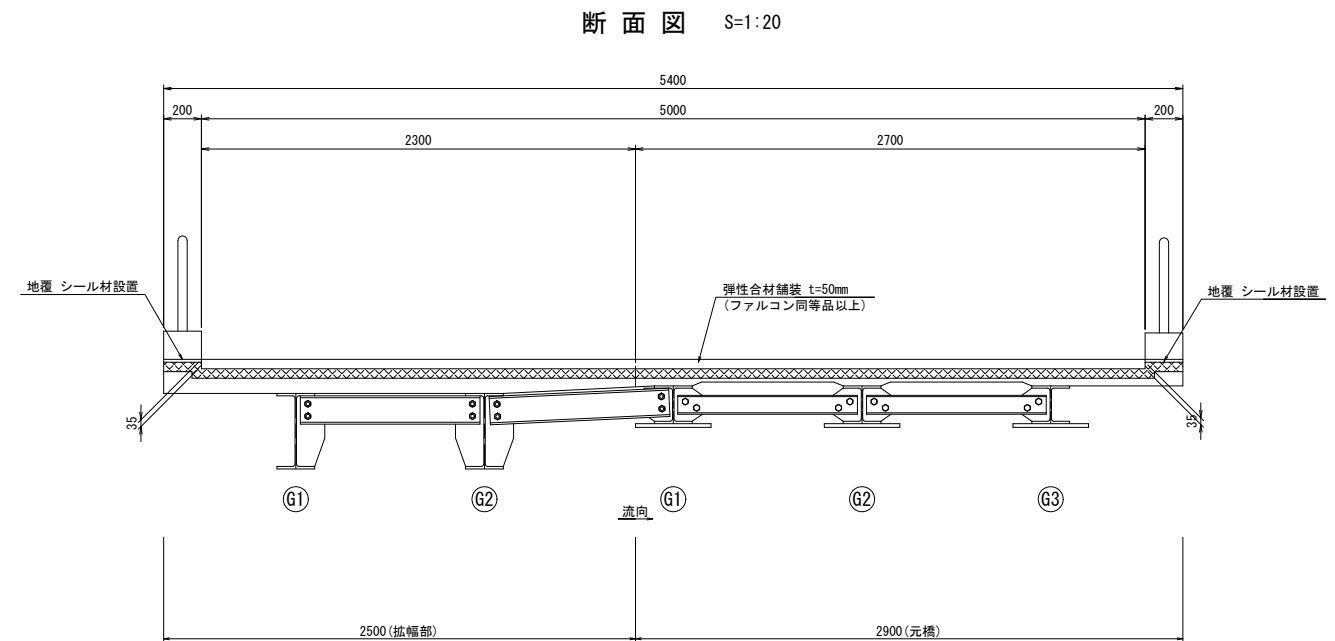 断面図 S=1:20
5400
200 5000 200
2300 2700
地覆 シール材設置
弾性合材舗装 t=50mm
(ファルコン同等品以上)
地覆 シール材設置
35
35
G1 G2 G1 G2 G3
流向
2500(拡幅部) 2900(元橋)